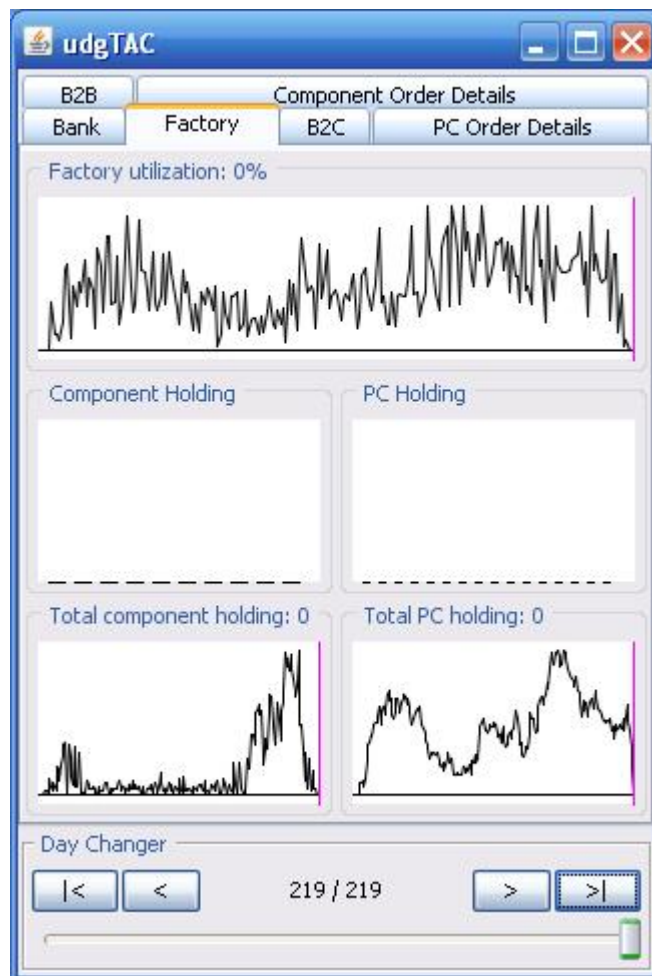 udgTAC
B2B Component Order Details
Bank Factory B2C PC Order Details
Factory utilization: 0%
Component Holding PC Holding
Total component holding: 0 Total PC holding: 0
Day Changer
|< < 219 / 219 > >|